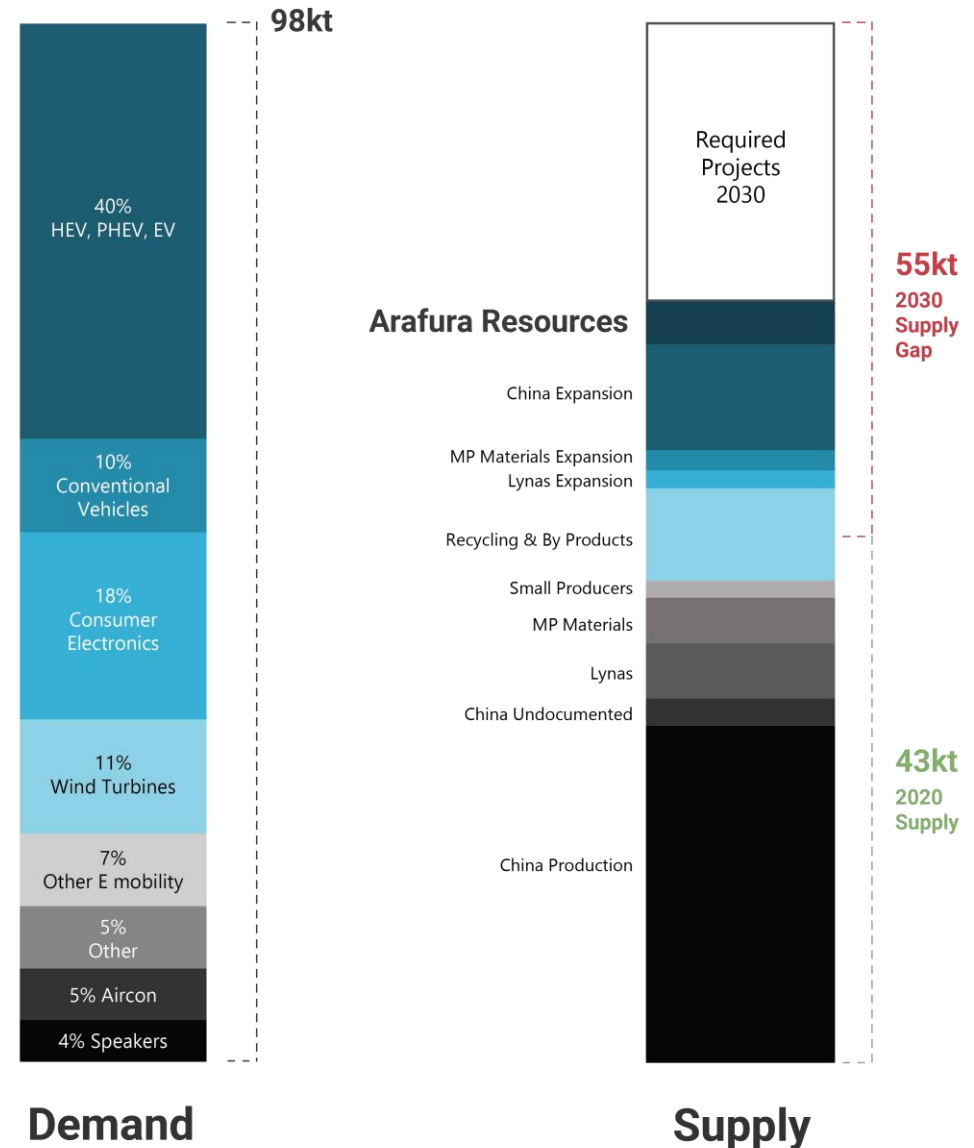 98kt
40%
HEV, PHEV, EV
10%
Conventional
Vehicles
18%
Consumer
Electronics
11%
Wind Turbines
7%
Other E mobility
5%
Other
5% Aircon
4% Speakers
Demand
Required
Projects
2030
Arafura Resources
China Expansion
MP Materials Expansion
Lynas Expansion
Recycling & By Products
Small Producers
MP Materials
Lynas
China Undocumented
China Production
55kt
2030
Supply
Gap
43kt
2020
Supply
Supply